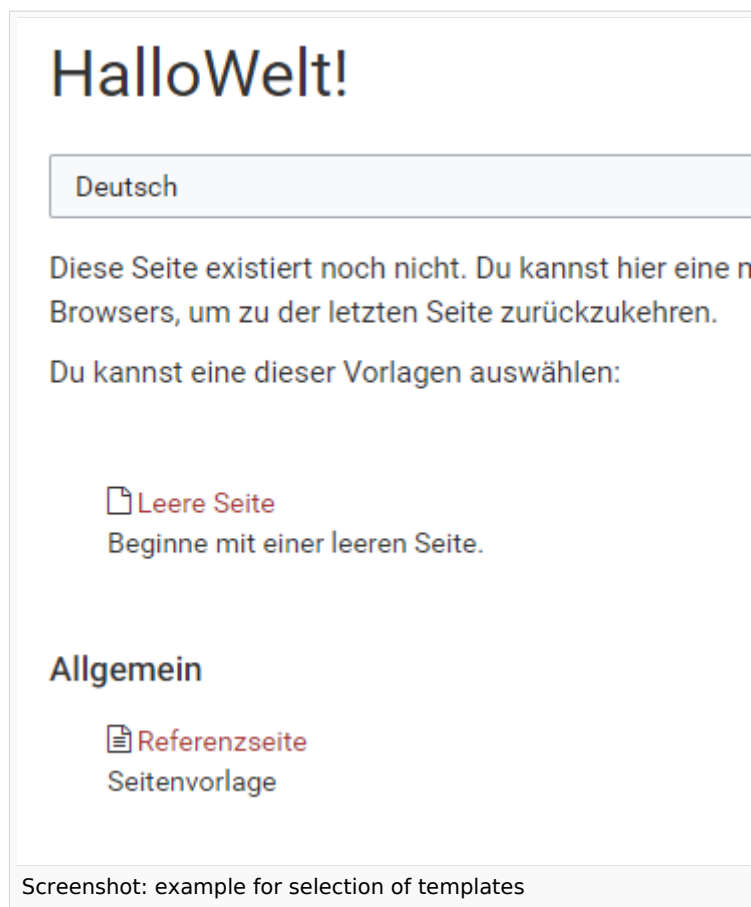 HalloWelt!
Deutsch
Diese Seite existiert noch nicht. Du kannst hier eine
Browsers, um zu der letzten Seite zurückzukehren.
Du kannst eine dieser Vorlagen auswählen:
Leere Seite
Beginne mit einer leeren Seite.
Allgemein
Referenzseite
Seitenvorlage
Screenshot: example for selection of templates